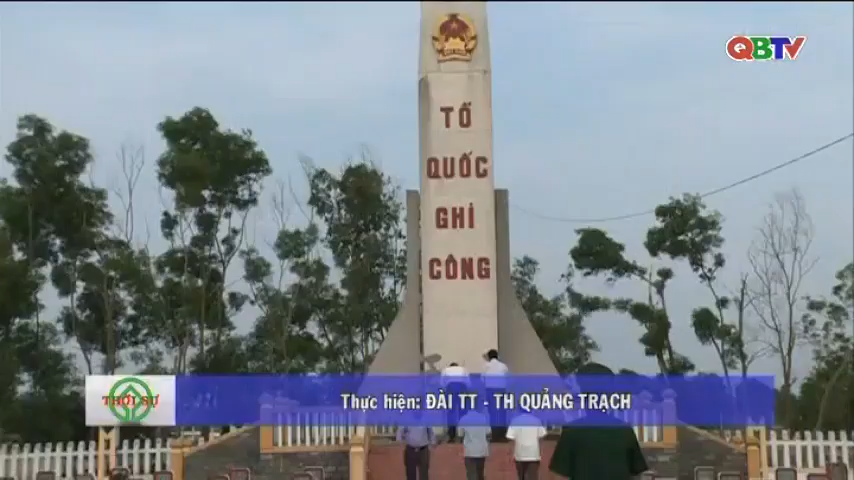 QBTV
TỔ
QUỐC
GHI
CÔNG
THỜI SỰ
Thực hiện: ĐÀI TT - TH QUẢNG TRẠCH